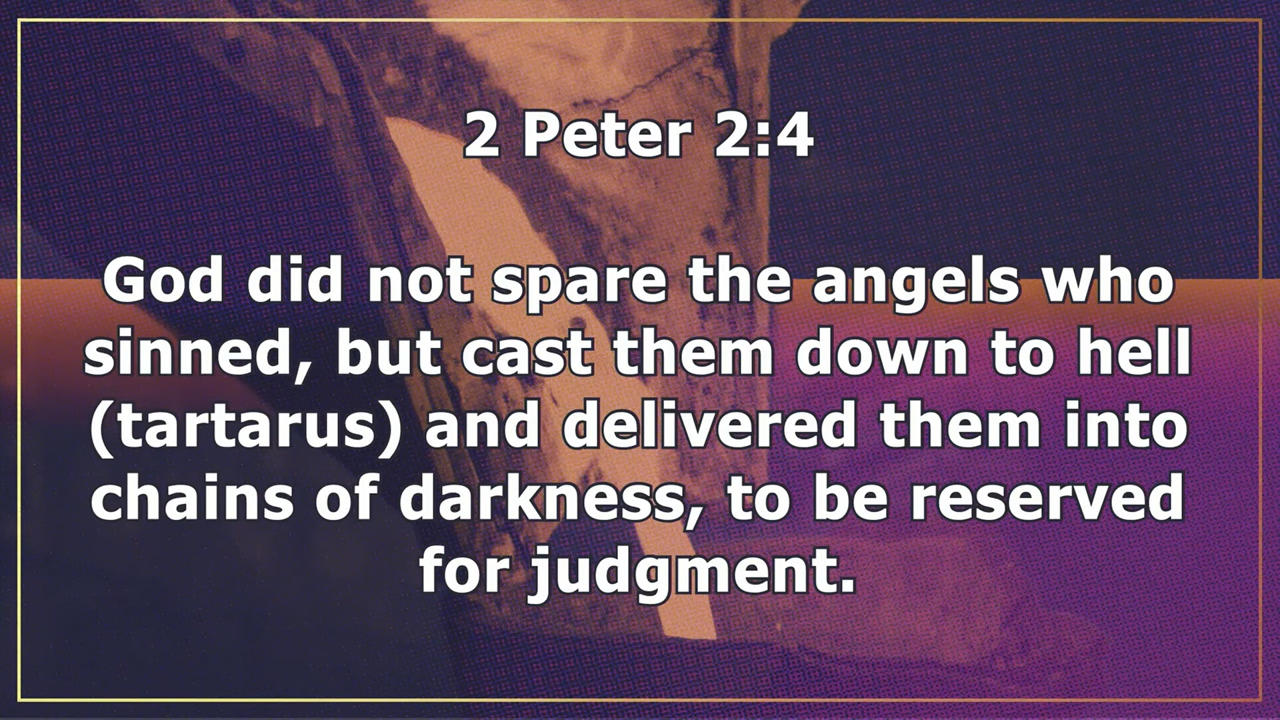 2 Peter 2:4
God did not spare the angels who
sinned, but cast them down to hell
(tartarus) and delivered them into
chains of darkness, to be reserved
for judgment.